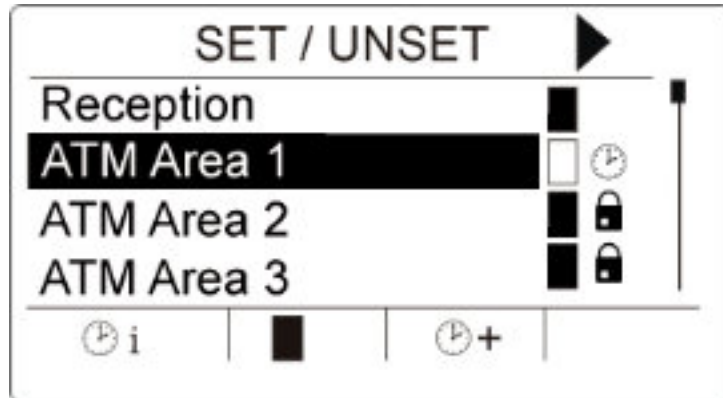 SET / UNSET
Reception
ATM Area 1
ATM Area 2
ATM Area 3
i
+